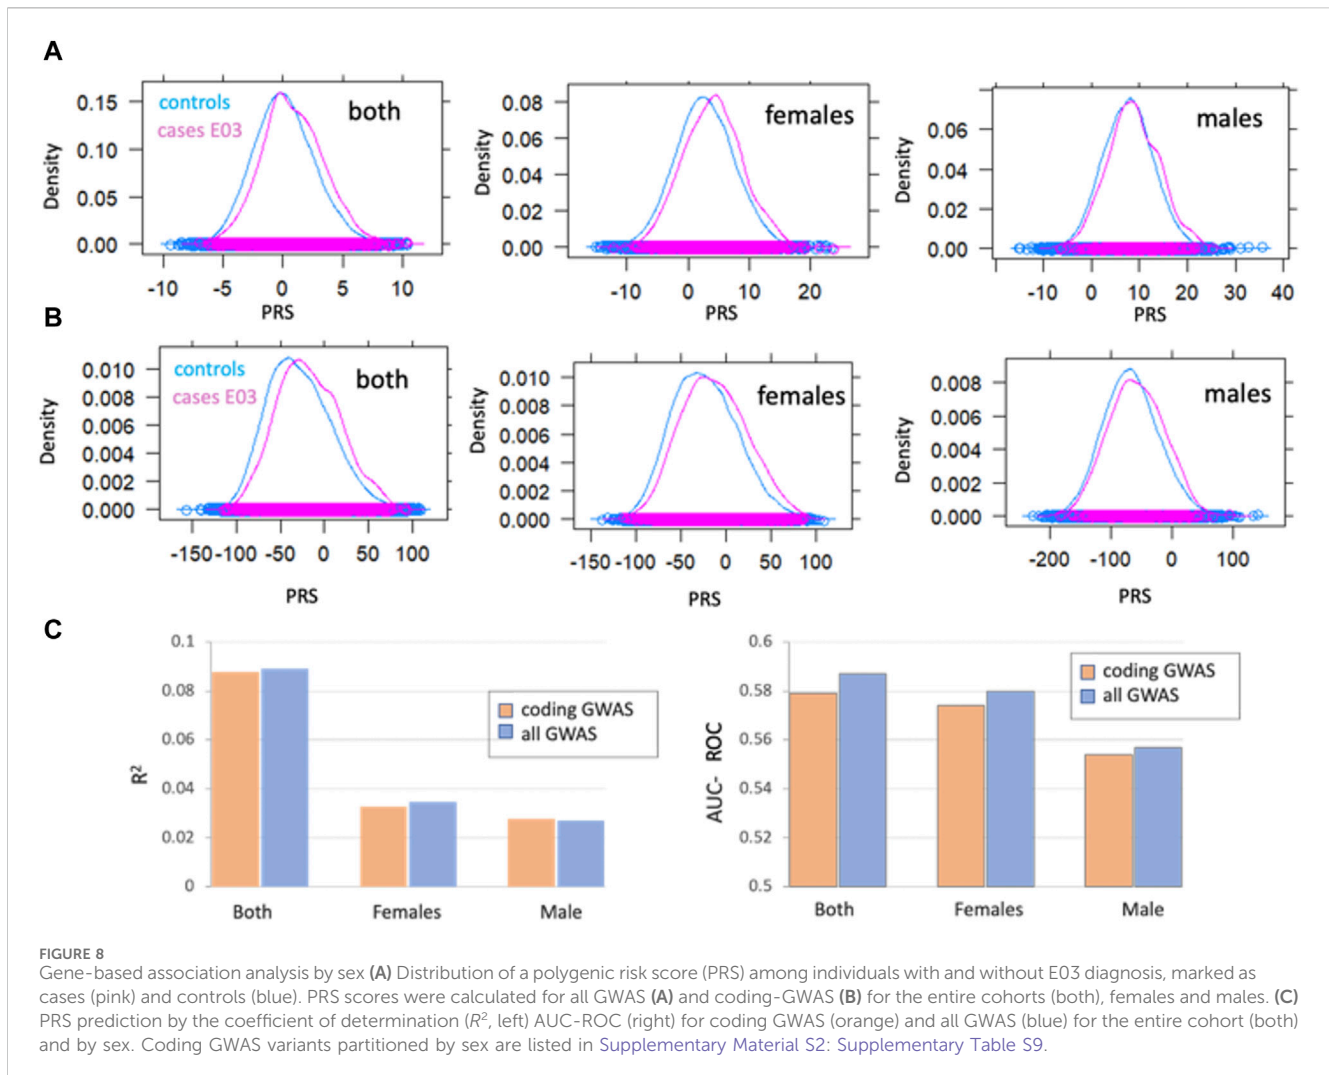 A
controls
cases E03
both
females
males
Density
0.15
0.10
0.05
0.00
-10 -5 0 5 10
PRS
Density
0.08
0.06
0.04
0.02
0.00
-10 0 10 20
PRS
Density
0.06
0.04
0.02
0.00
-10 0 10 20 30 40
PRS
B
controls
cases E03
both
females
males
Density
0.010
0.008
0.006
0.004
0.002
0.000
-150 -100 -50 0 50 100
PRS
Density
0.010
0.008
0.006
0.004
0.002
0.000
-150 -100 -50 0 50 100
PRS
Density
0.008
0.006
0.004
0.002
0.000
-200 -100 0 100
PRS
C
R²
0.1
0.08
0.06
0.04
0.02
0
Both Females Male
coding GWAS
all GWAS
AUC- ROC
0.6
0.58
0.56
0.54
0.52
0.5
Both Females Male
coding GWAS
all GWAS
FIGURE 8
Gene-based association analysis by sex (A) Distribution of a polygenic risk score (PRS) among individuals with and without E03 diagnosis, marked as
cases (pink) and controls (blue). PRS scores were calculated for all GWAS (A) and coding-GWAS (B) for the entire cohorts (both), females and males. (C)
PRS prediction by the coefficient of determination (R², left) AUC-ROC (right) for coding GWAS (orange) and all GWAS (blue) for the entire cohort (both)
and by sex. Coding GWAS variants partitioned by sex are listed in Supplementary Material S2: Supplementary Table S9.